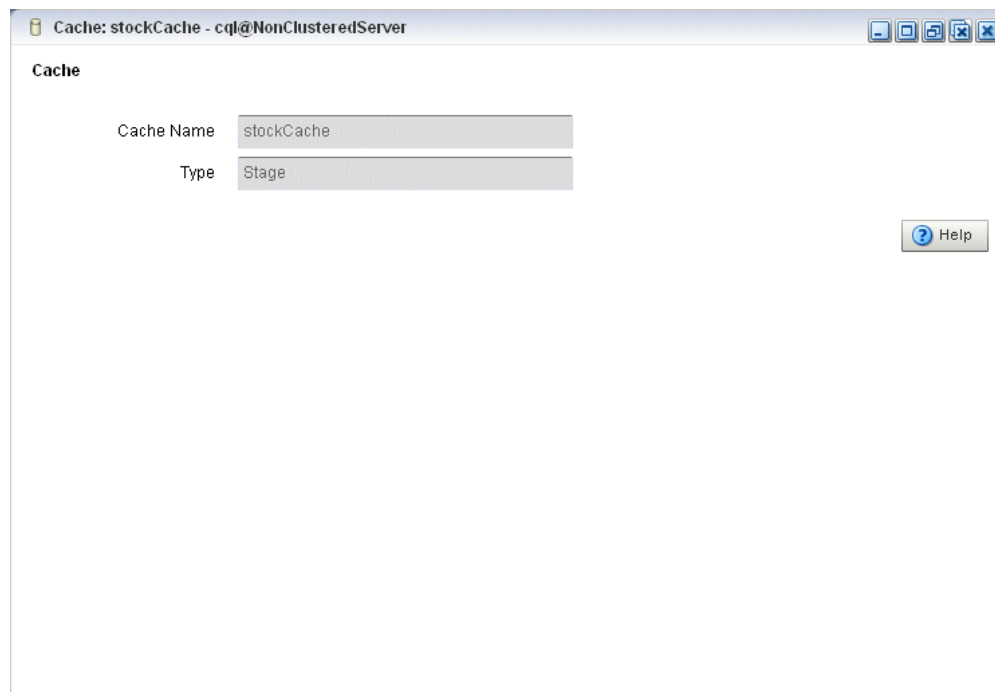 Cache: stockCache - cql@NonClusteredServer
Cache
Cache Name stockCache
Type Stage
Help